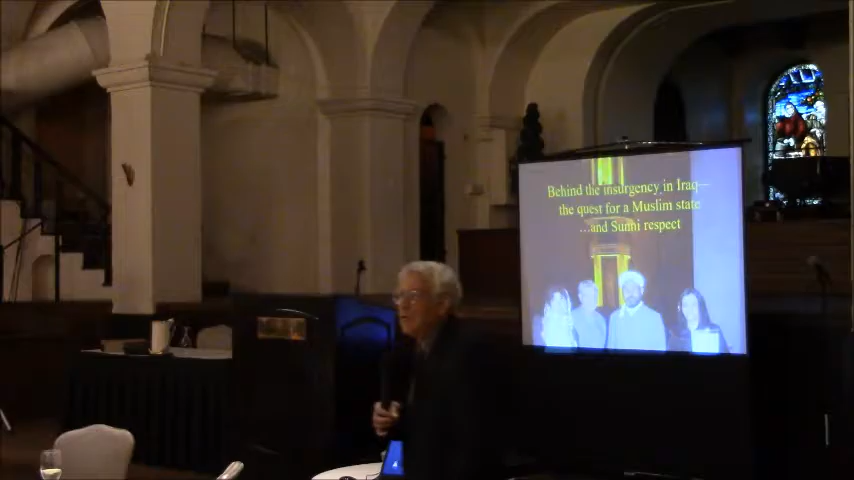 Behind the insurgency in Iraq—
the quest for a Muslim state
…and Sunni respect